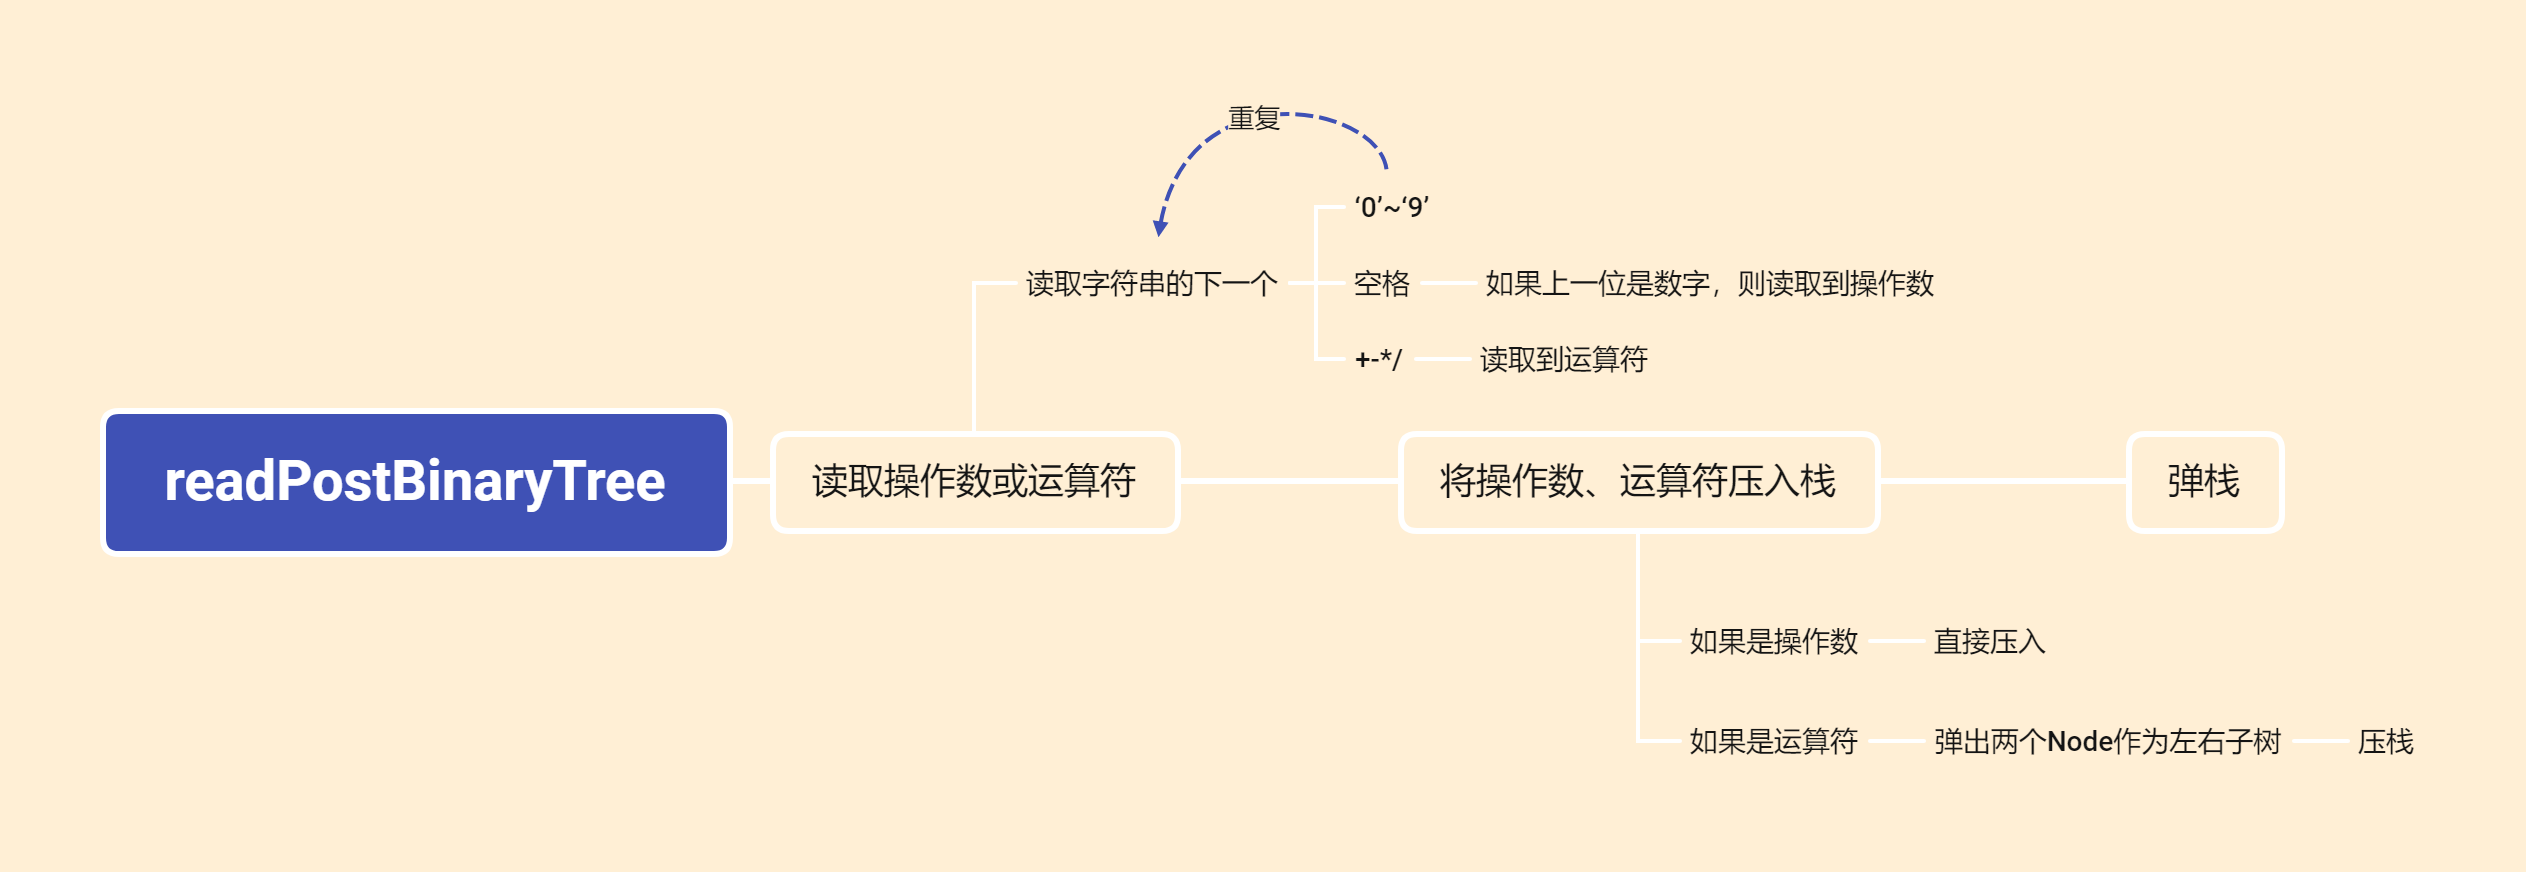 重复
‘0’~‘9’
读取字符串的下一个
空格
如果上一位是数字，则读取到操作数
+-*/
读取到运算符
readPostBinaryTree
读取操作数或运算符
将操作数、运算符压入栈
弹栈
如果是操作数
直接压入
如果是运算符
弹出两个Node作为左右子树
压栈